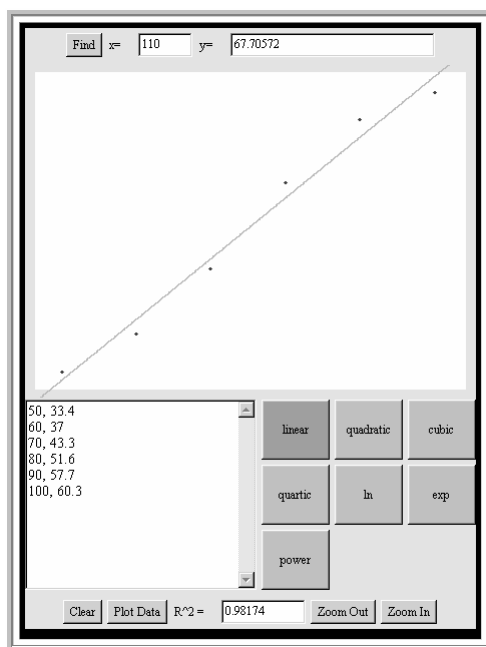 Find x= 110 y= 67.70572
50, 33.4
60, 37
70, 43.3
80, 51.6
90, 57.7
100, 60.3
linear quadratic cubic
quartic ln exp
power
Clear Plot Data R^2 = 0.98174 Zoom Out Zoom In